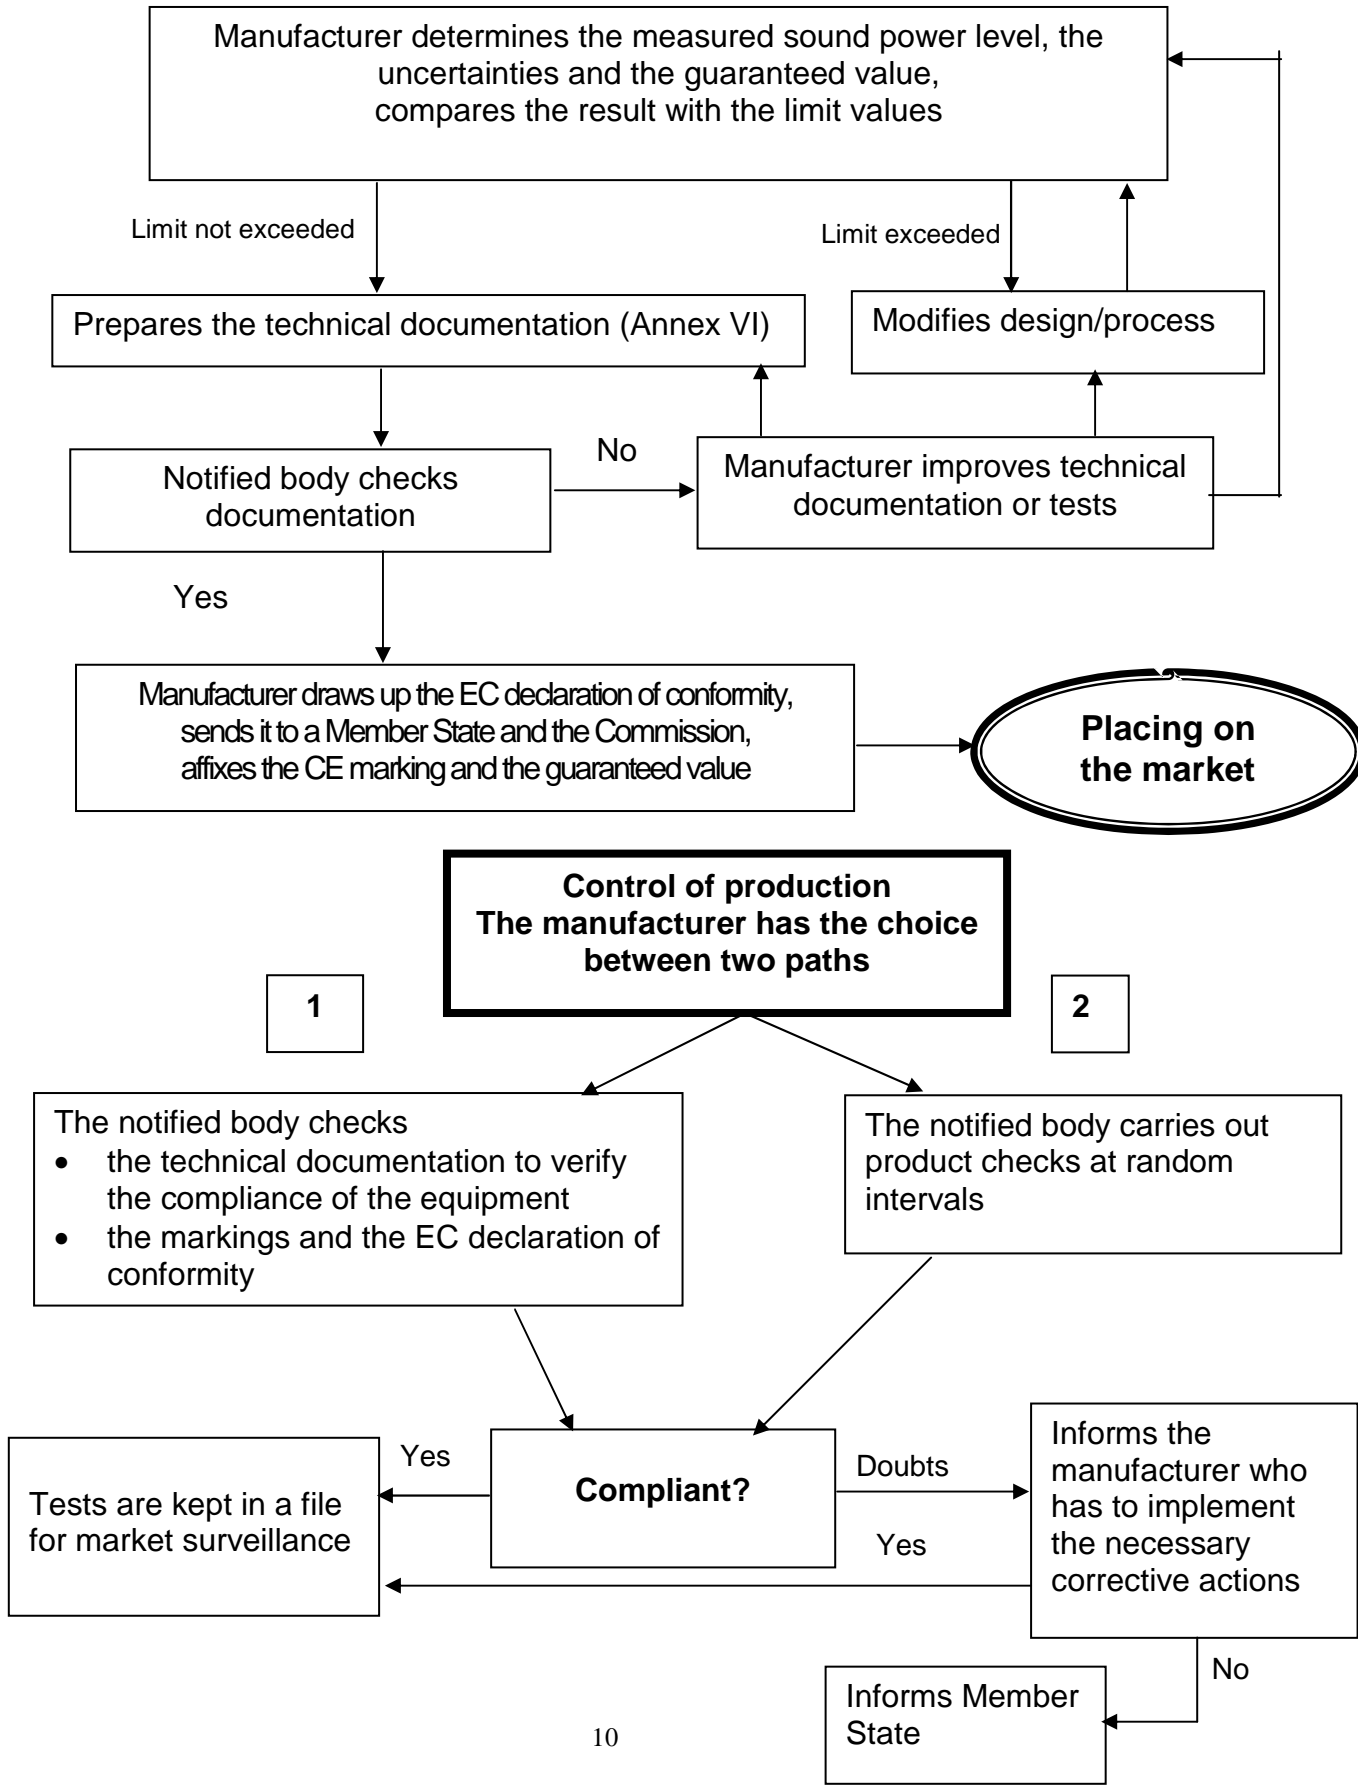 Manufacturer determines the measured sound power level, the
uncertainties and the guaranteed value,
compares the result with the limit values
Limit not exceeded
Limit exceeded
Prepares the technical documentation (Annex VI)
Modifies design/process
No
Notified body checks
documentation
Manufacturer improves technical
documentation or tests
Yes
Manufacturer draws up the EC declaration of conformity,
sends it to a Member State and the Commission,
affixes the CE marking and the guaranteed value
Placing on
the market
Control of production
The manufacturer has the choice
between two paths
1
2
The notified body checks
• the technical documentation to verify
the compliance of the equipment
• the markings and the EC declaration of
conformity
The notified body carries out
product checks at random
intervals
Compliant?
Yes
Doubts
Tests are kept in a file
for market surveillance
Informs the
manufacturer who
has to implement
the necessary
corrective actions
Yes
No
Informs Member
State
10